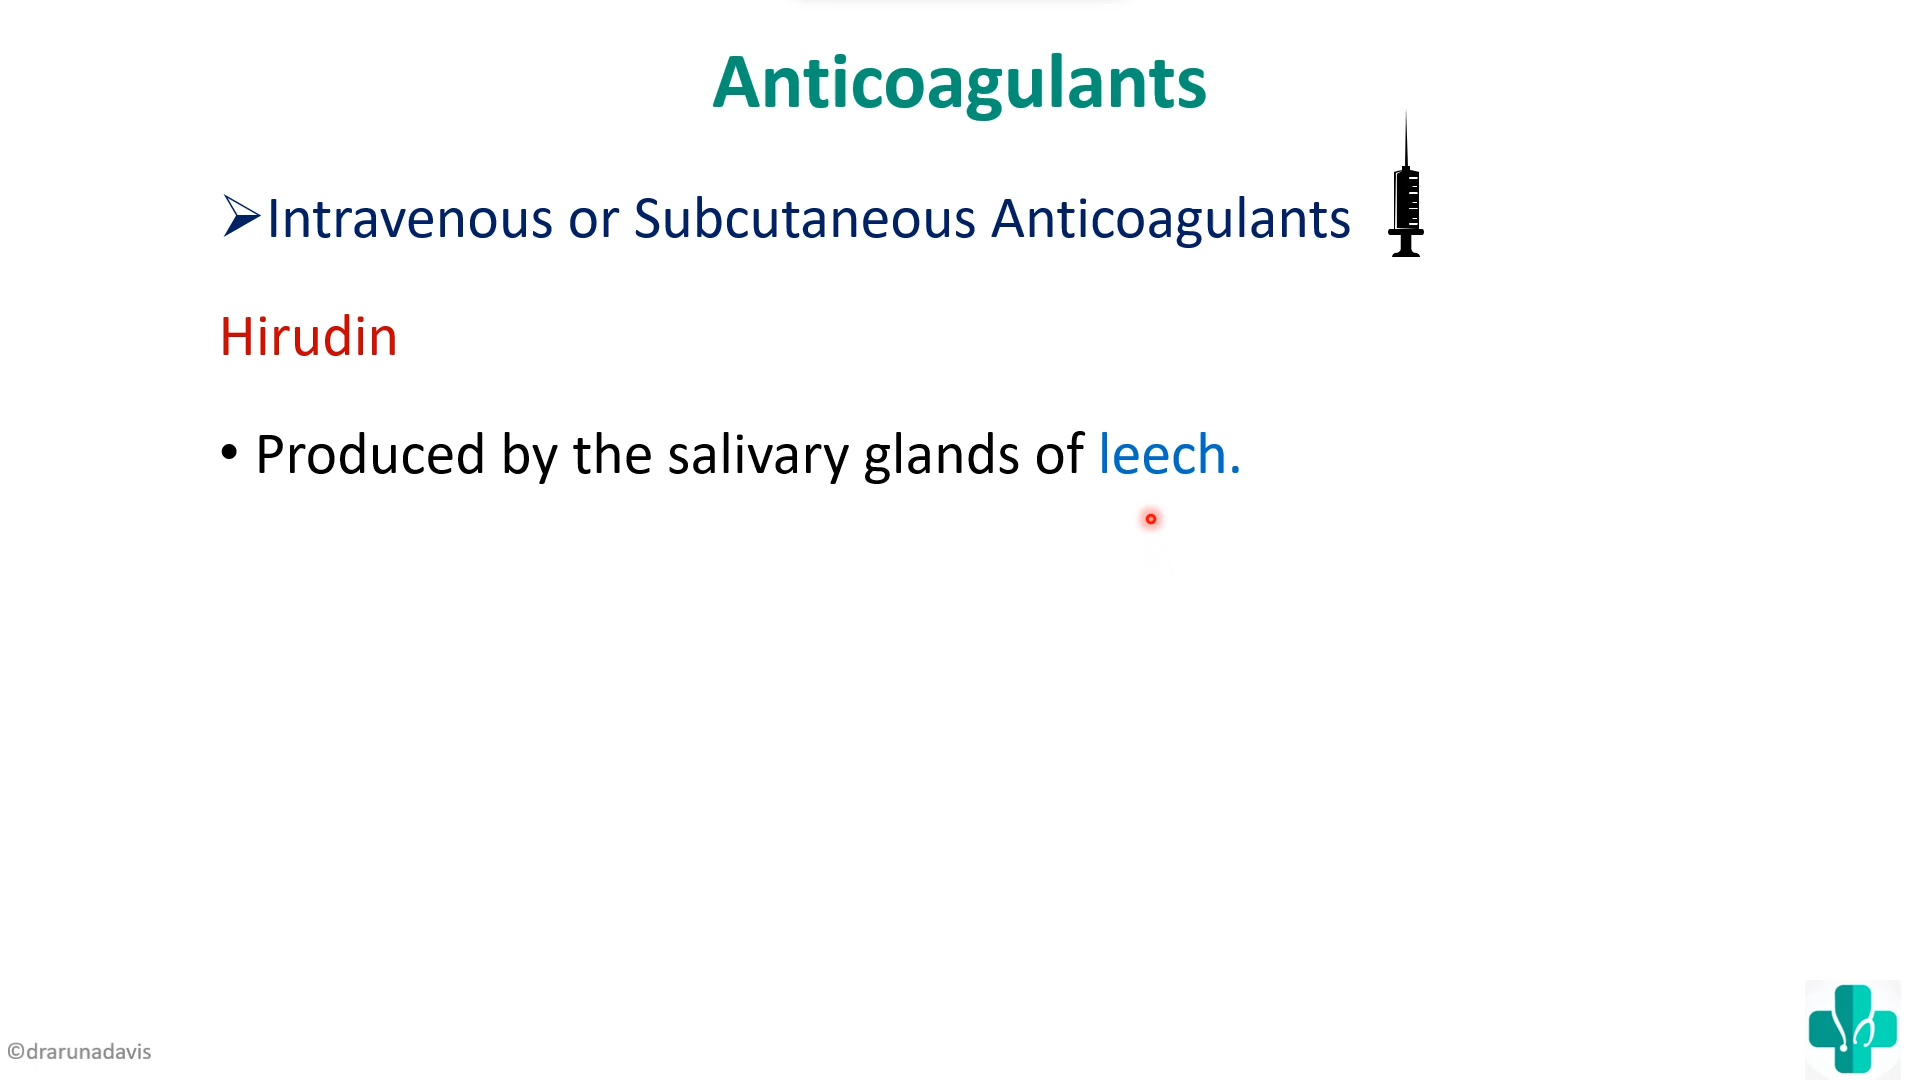 Anticoagulants
➢Intravenous or Subcutaneous Anticoagulants
Hirudin
• Produced by the salivary glands of leech.
©drarunadavis